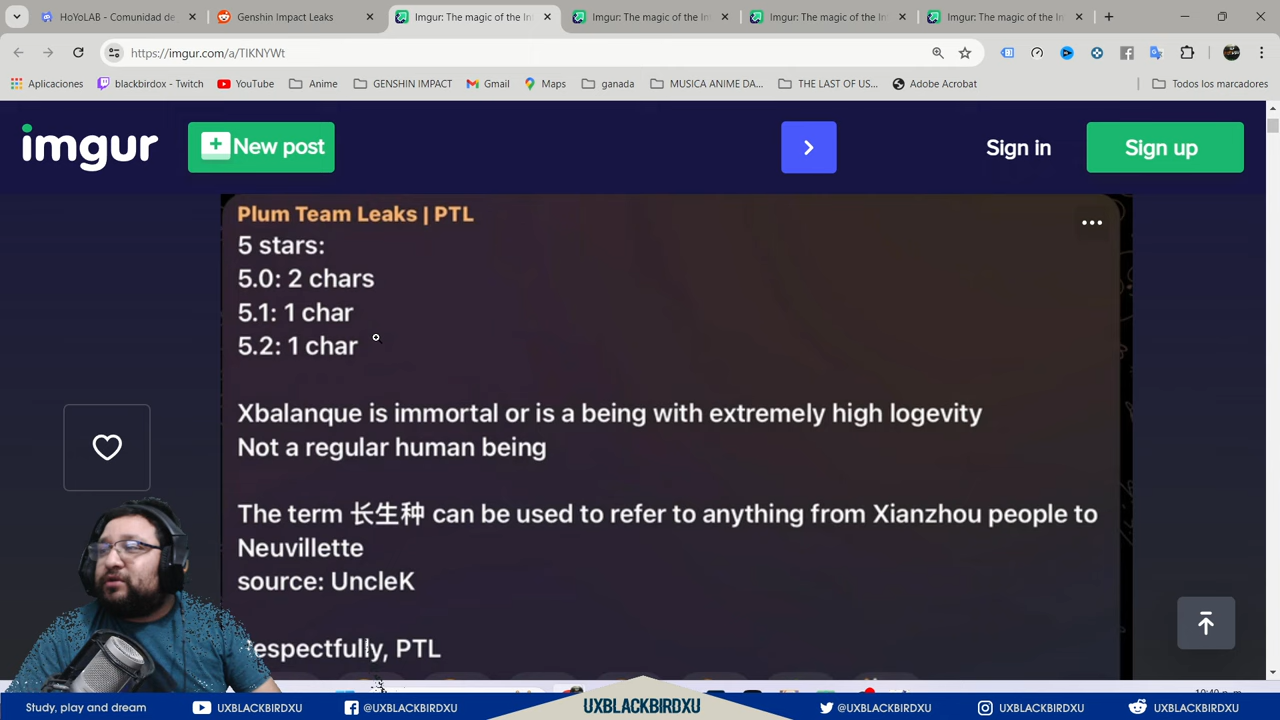 HoYoLAB - Comunidad de
Genshin Impact Leaks
Imgur: The magic of the In
Imgur: The magic of the In
Imgur: The magic of the In
Imgur: The magic of the In
https://imgur.com/a/TIKNYWt
Aplicaciones
blackbirdox - Twitch
YouTube
Anime
GENSHIN IMPACT
Gmail
Maps
ganada
MUSICA ANIME DA...
THE LAST OF US...
Adobe Acrobat
Todos los marcadores
imgur
New post
Sign in
Sign up
Plum Team Leaks | PTL
5 stars:
5.0: 2 chars
5.1: 1 char
5.2: 1 char
Xbalanque is immortal or is a being with extremely high logevity
Not a regular human being
The term 长生种 can be used to refer to anything from Xianzhou people to
Neuvillette
source: UncleK
espectfully, PTL
Study, play and dream
UXBLACKBIRDXU
@UXBLACKBIRDXU
UXBLACKBIRDXU
@UXBLACKBIRDXU
UXBLACKBIRDXU
UXBLACKBIRDXU